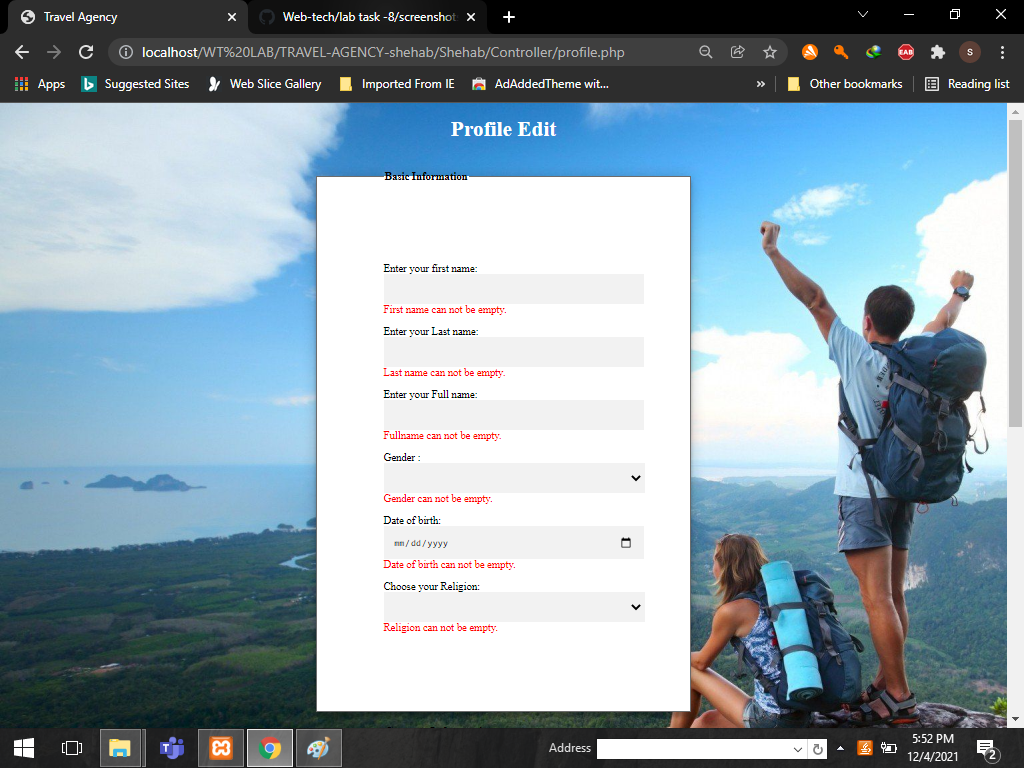 Travel Agency
Web-tech/lab task -8/screenshot
localhost/WT%20LAB/TRAVEL-AGENCY-shehab/Shehab/Controller/profile.php
EAB
S
Apps
Suggested Sites
Web Slice Gallery
Imported From IE
AdAddedTheme wit...
»
Other bookmarks
Reading list
Profile Edit
Basic Information
Enter your first name:
First name can not be empty.
Enter your Last name:
Last name can not be empty.
Enter your Full name:
Fullname can not be empty.
Gender :
Gender can not be empty.
Date of birth:
mm/dd/yyyy
Date of birth can not be empty.
Choose your Religion:
Religion can not be empty.
Address
5:52 PM
12/4/2021
2